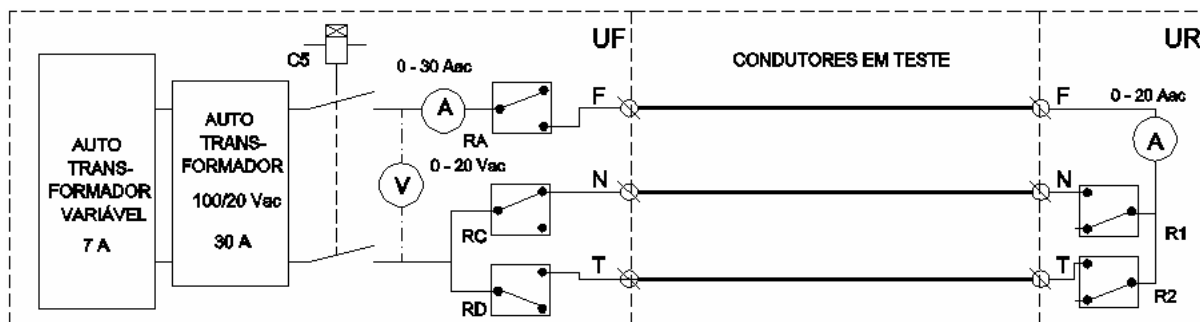 AUTO
TRANS-
FORMADOR
VARIÁVEL
7 A
AUTO
TRANS-
FORMADOR
100/20 Vac
30 A
C5
0 - 30 Aac
A
RA
V
0 - 20 Vac
RC
RD
UF
F
N
T
CONDUTORES EM TESTE
UR
F
0 - 20 Aac
A
N
R1
T
R2